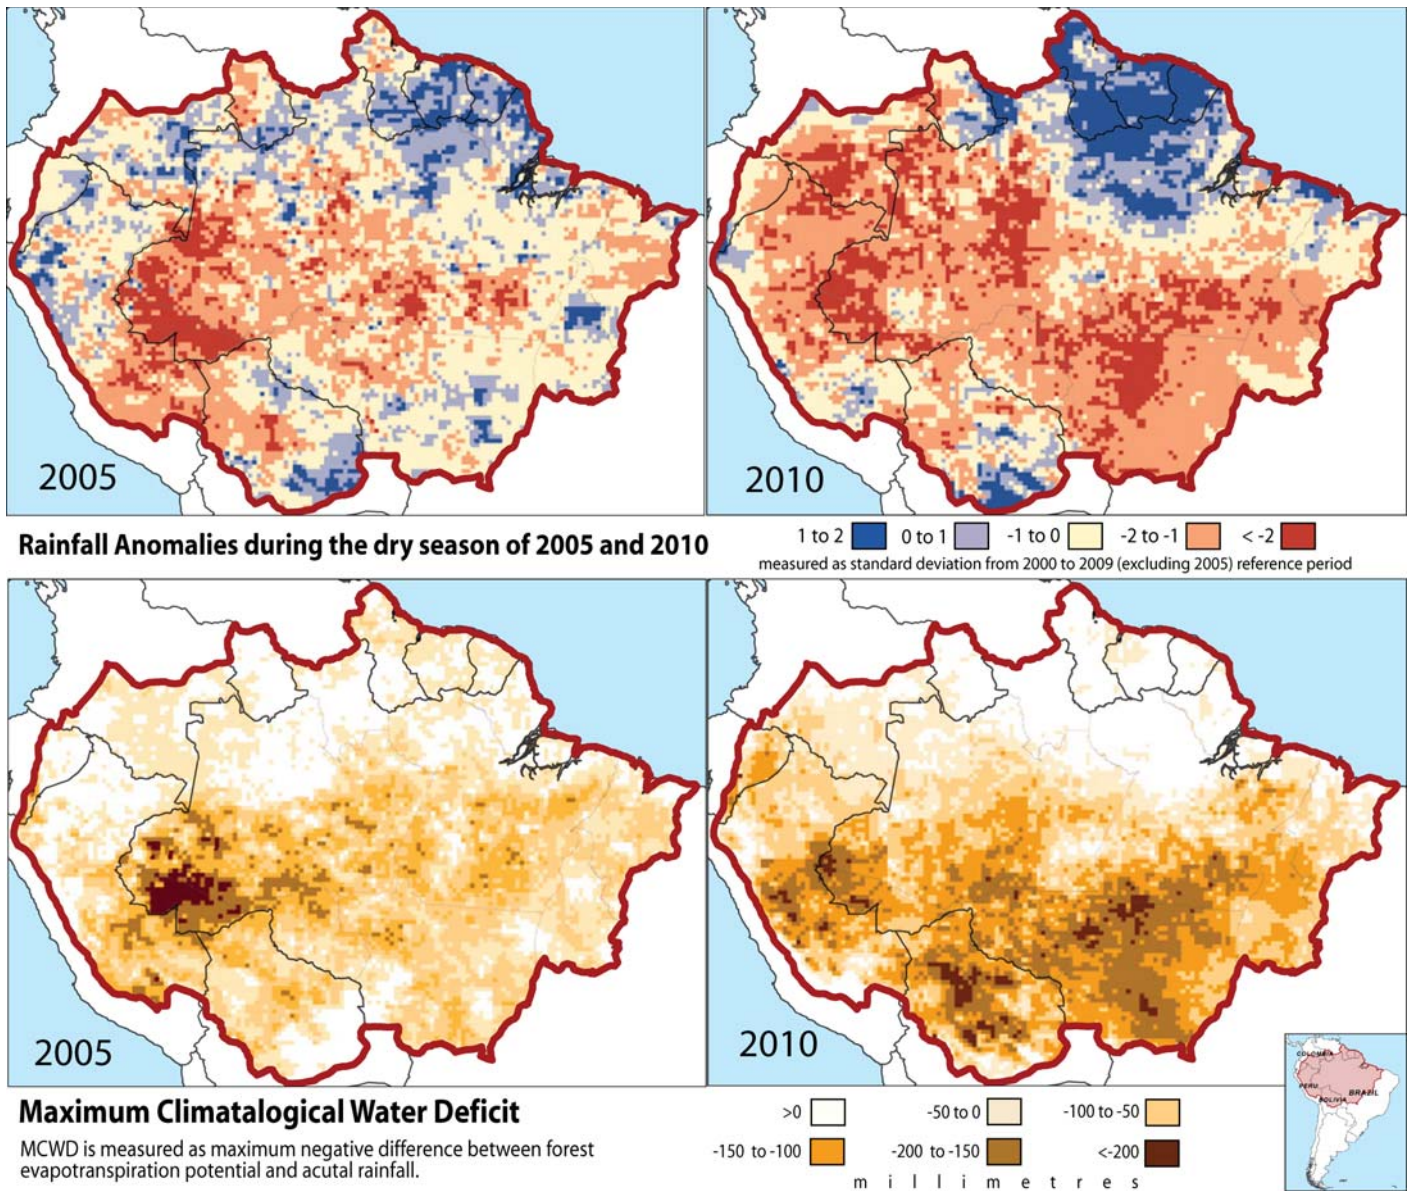 2005
2010
Rainfall Anomalies during the dry season of 2005 and 2010
1 to 2 0 to 1 -1 to 0 -2 to -1 < -2
measured as standard deviation from 2000 to 2009 (excluding 2005) reference period
2005
2010
Maximum Climatalogical Water Deficit
MCWD is measured as maximum negative difference between forest
evapotranspiration potential and acutal rainfall.
>0 -50 to 0 -100 to -50
-150 to -100 -200 to -150 <-200
m i l l i m e t r e s
COLOMBIA
PERU
BRAZIL
BOLIVIA